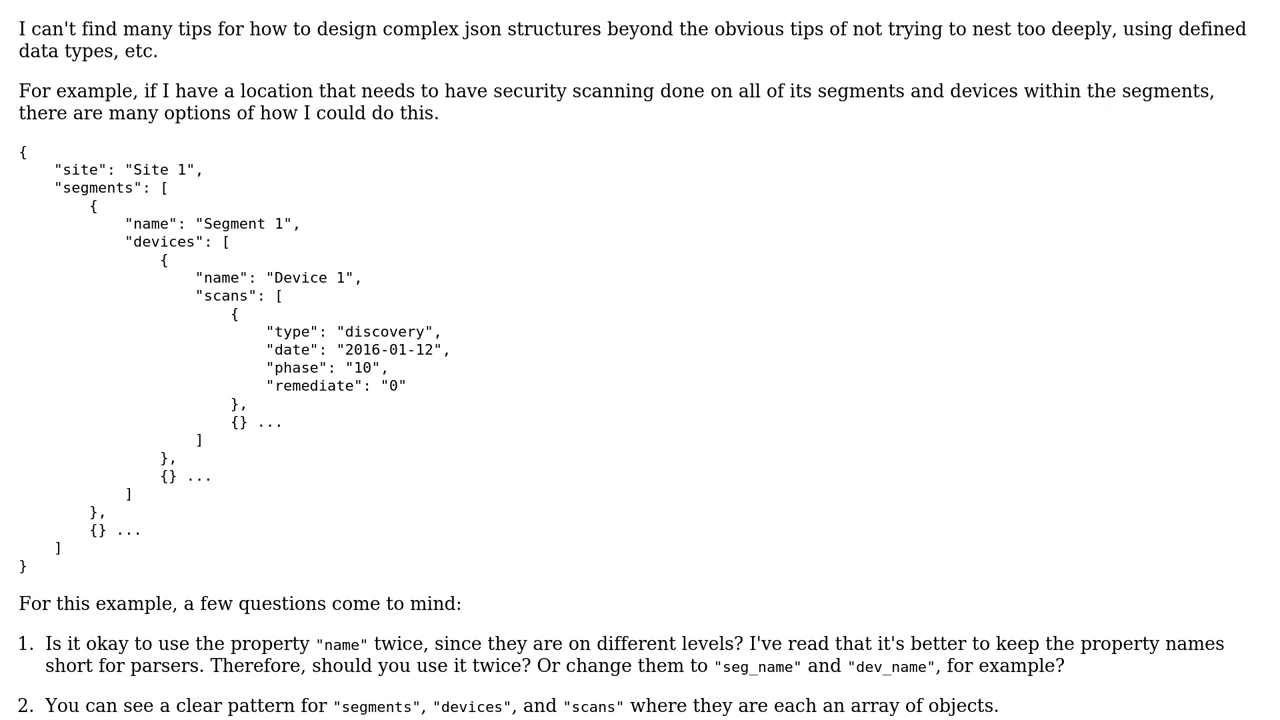 I can't find many tips for how to design complex json structures beyond the obvious tips of not trying to nest too deeply, using defined
data types, etc.
For example, if I have a location that needs to have security scanning done on all of its segments and devices within the segments,
there are many options of how I could do this.
{
    "site": "Site 1",
    "segments": [
        {
            "name": "Segment 1",
            "devices": [
                {
                    "name": "Device 1",
                    "scans": [
                        {
                            "type": "discovery",
                            "date": "2016-01-12",
                            "phase": "10",
                            "remediate": "0"
                        },
                        {} ...
                    ]
                },
                {} ...
            ]
        },
        {} ...
    ]
}
For this example, a few questions come to mind:
1. Is it okay to use the property "name" twice, since they are on different levels? I've read that it's better to keep the property names
short for parsers. Therefore, should you use it twice? Or change them to "seg_name" and "dev_name", for example?
2. You can see a clear pattern for "segments", "devices", and "scans" where they are each an array of objects.